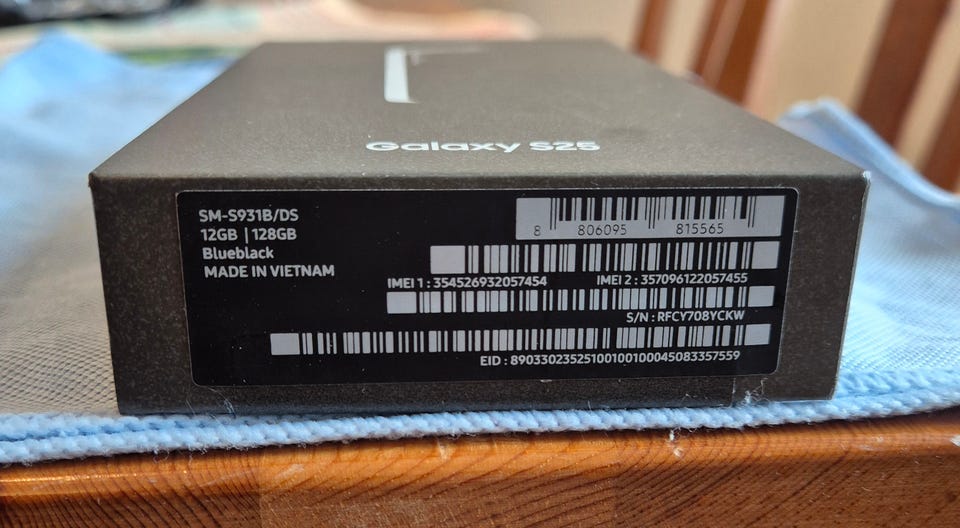 Galaxy S25
SM-S931B/DS
12GB | 128GB
Blueblack
MADE IN VIETNAM
8 806095 815565
IMEI 1 : 354526932057454 IMEI 2 : 357096122057455
S/N : RFCY708YCKW
EID : 89033023525100100100045083357559